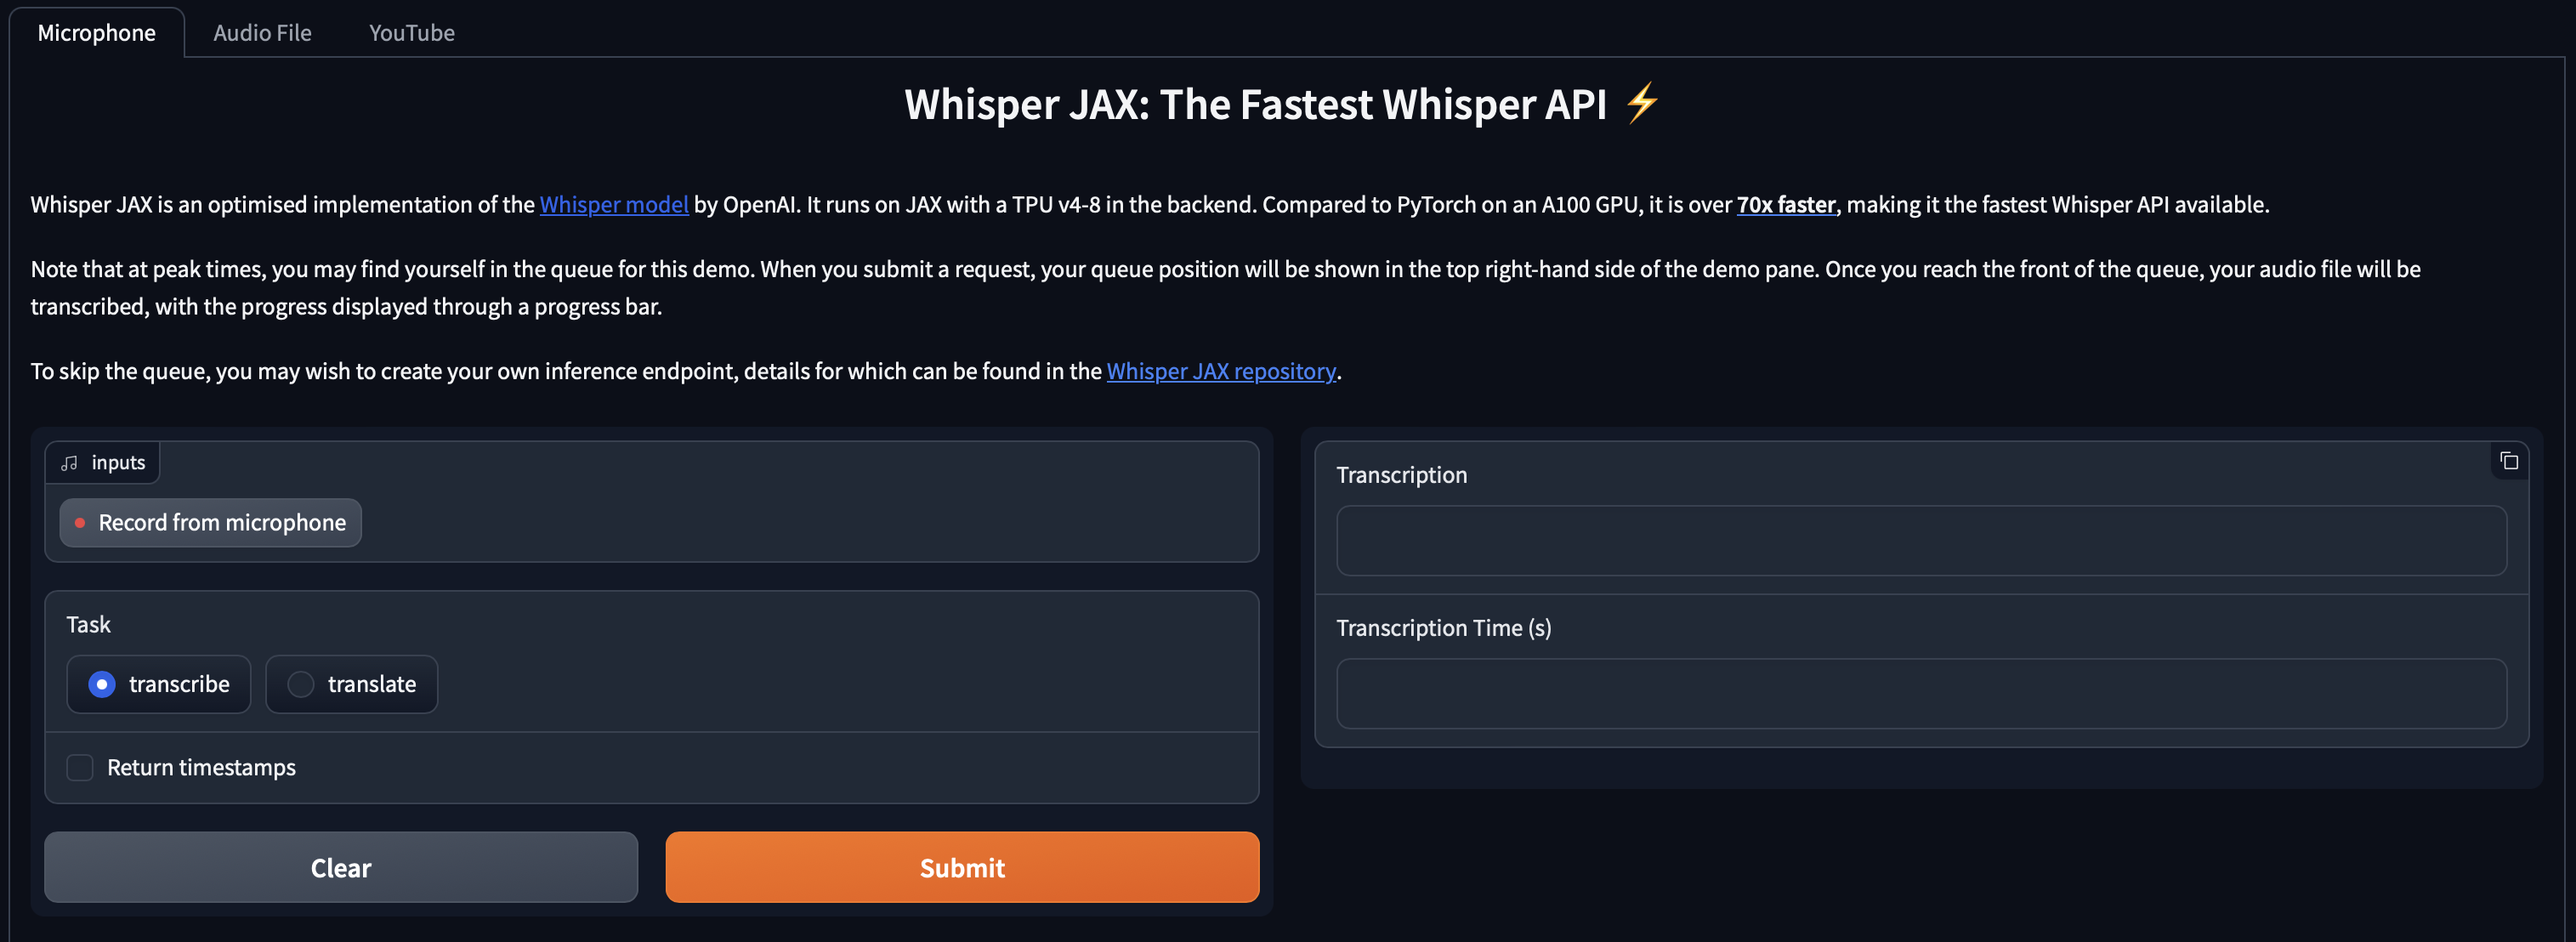 Microphone
Audio File
YouTube
Whisper JAX: The Fastest Whisper API ⚡
Whisper JAX is an optimised implementation of the Whisper model by OpenAI. It runs on JAX with a TPU v4-8 in the backend. Compared to PyTorch on an A100 GPU, it is over 70x faster, making it the fastest Whisper API available.
Note that at peak times, you may find yourself in the queue for this demo. When you submit a request, your queue position will be shown in the top right-hand side of the demo pane. Once you reach the front of the queue, your audio file will be
transcribed, with the progress displayed through a progress bar.
To skip the queue, you may wish to create your own inference endpoint, details for which can be found in the Whisper JAX repository.
inputs
Record from microphone
Task
transcribe
translate
Return timestamps
Clear
Submit
Transcription
Transcription Time (s)